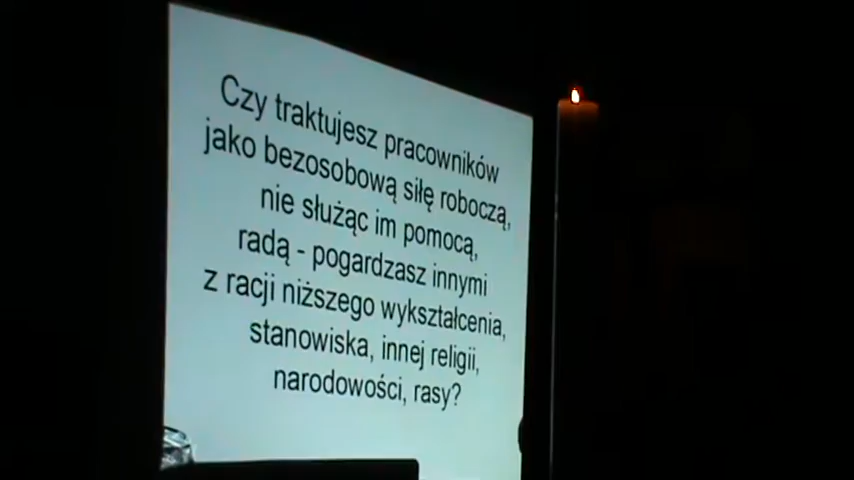 Czy traktujesz pracowników
jako bezosobową siłę roboczą,
nie służąc im pomocą,
radą - pogardzasz innymi
z racji niższego wykształcenia,
stanowiska, innej religii,
narodowości, rasy?